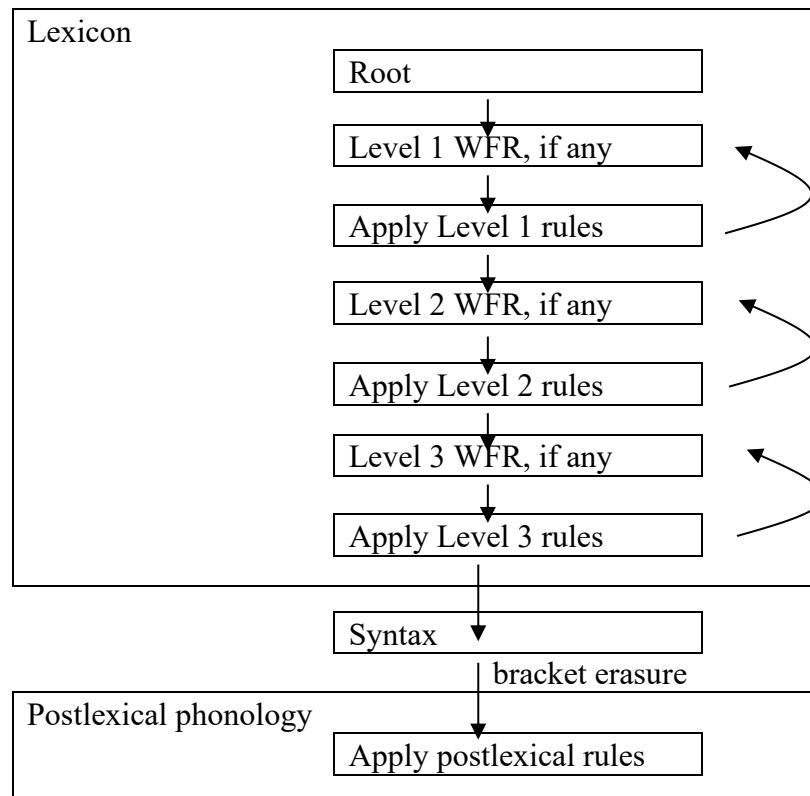 Lexicon
Root
Level 1 WFR, if any
Apply Level 1 rules
Level 2 WFR, if any
Apply Level 2 rules
Level 3 WFR, if any
Apply Level 3 rules
Syntax
bracket erasure
Postlexical phonology
Apply postlexical rules